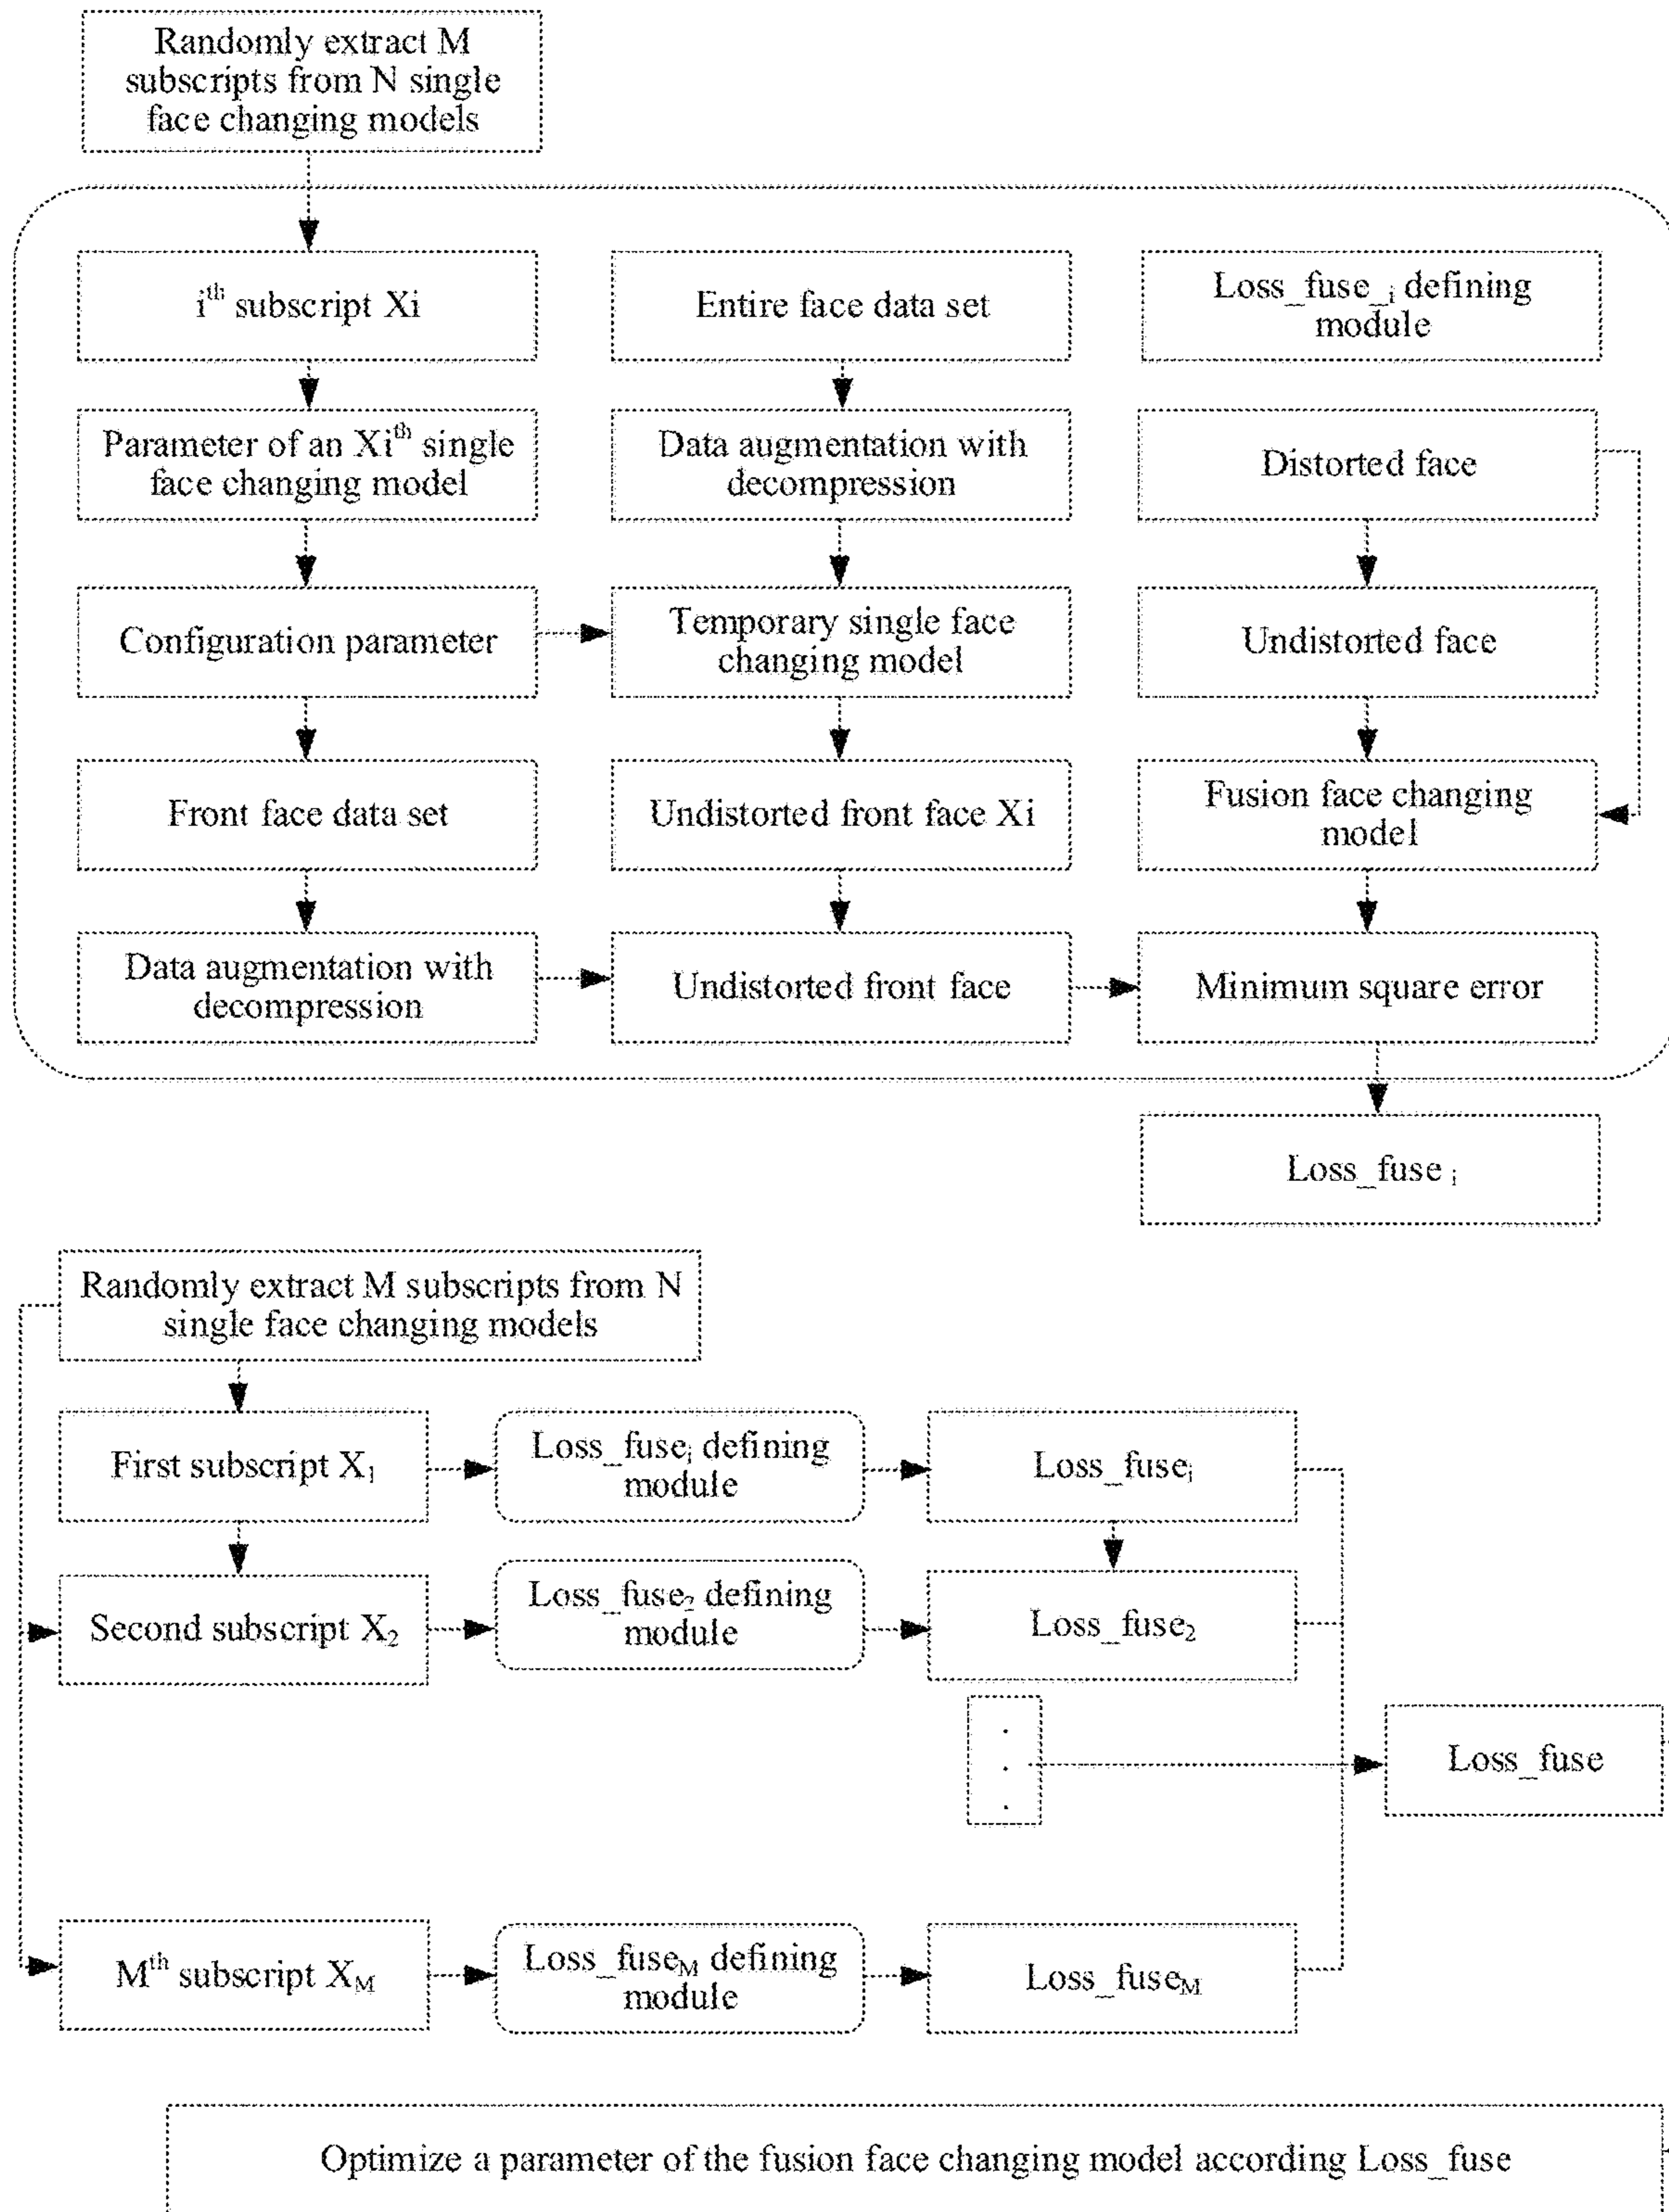 Randomly extract M
subscripts from N single
face changing models
i^th subscript Xi
Entire face data set
Loss_fuse_i defining
module
Parameter of an Xi^th single
face changing model
Data augmentation with
decompression
Distorted face
Configuration parameter
Temporary single face
changing model
Undistorted face
Front face data set
Undistorted front face Xi
Fusion face changing
model
Data augmentation with
decompression
Undistorted front face
Minimum square error
Loss_fuse i
Randomly extract M subscripts from N
single face changing models
First subscript X1
Loss_fusei defining
module
Loss_fusei
Second subscript X2
Loss_fuse2 defining
module
Loss_fuse2
.
.
.
Loss_fuse
M^th subscript XM
Loss_fuseM defining
module
Loss_fuseM
Optimize a parameter of the fusion face changing model according Loss_fuse